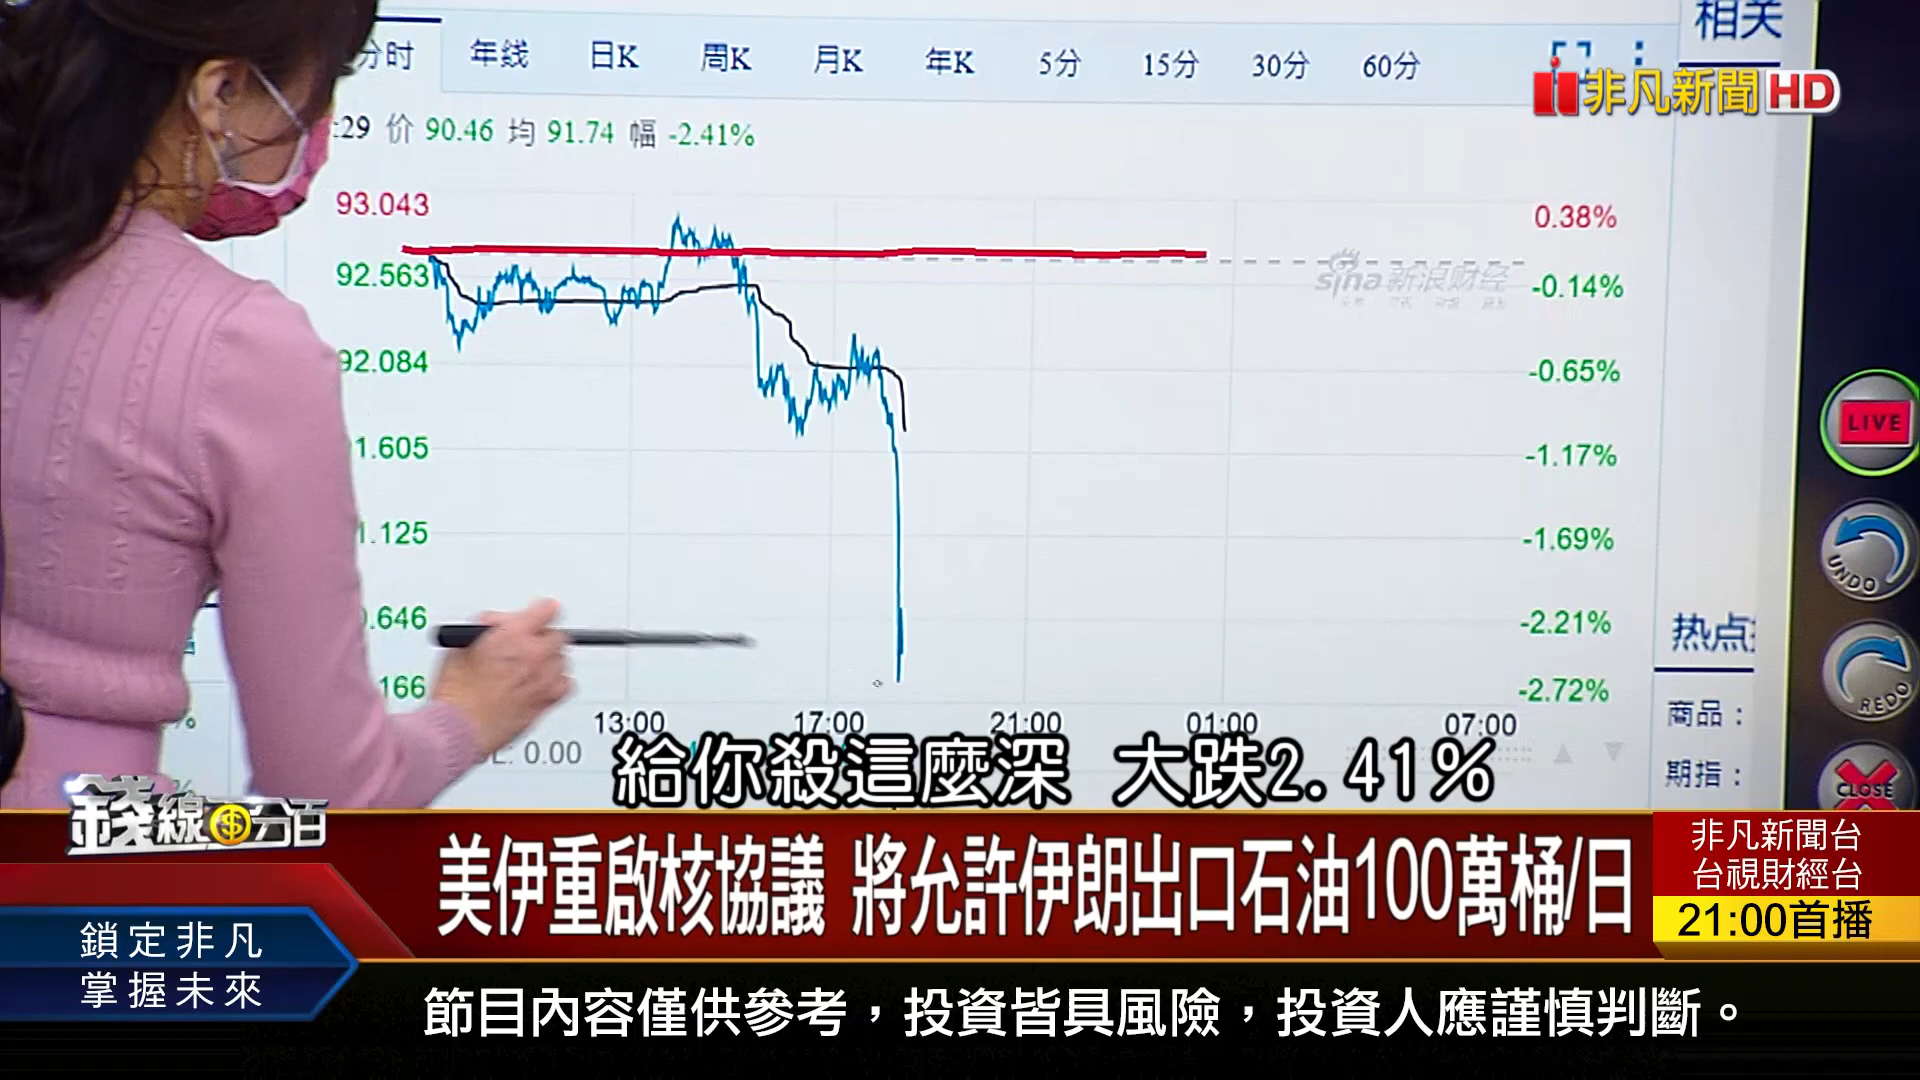 相关
分时 年线 日K 周K 月K 年K 5分 15分 30分 60分
非凡新聞HD
:29 价 90.46 均 91.74 幅 -2.41%
93.043 0.38%
sina新浪财经
92.563 -0.14%
92.084 -0.65%
1.605 -1.17%
LIVE
1.125 -1.69%
UNDO
.646 -2.21%
热点
166 -2.72%
REDO
商品：
13:00 17:00 21:00 01:00 07:00
0.00
期指：
CLOSE
給你殺這麼深 大跌2.41%
錢線百分百
美伊重啟核協議 將允許伊朗出口石油100萬桶/日
非凡新聞台
台視財經台
21:00首播
鎖定非凡
掌握未來
節目內容僅供參考，投資皆具風險，投資人應謹慎判斷。